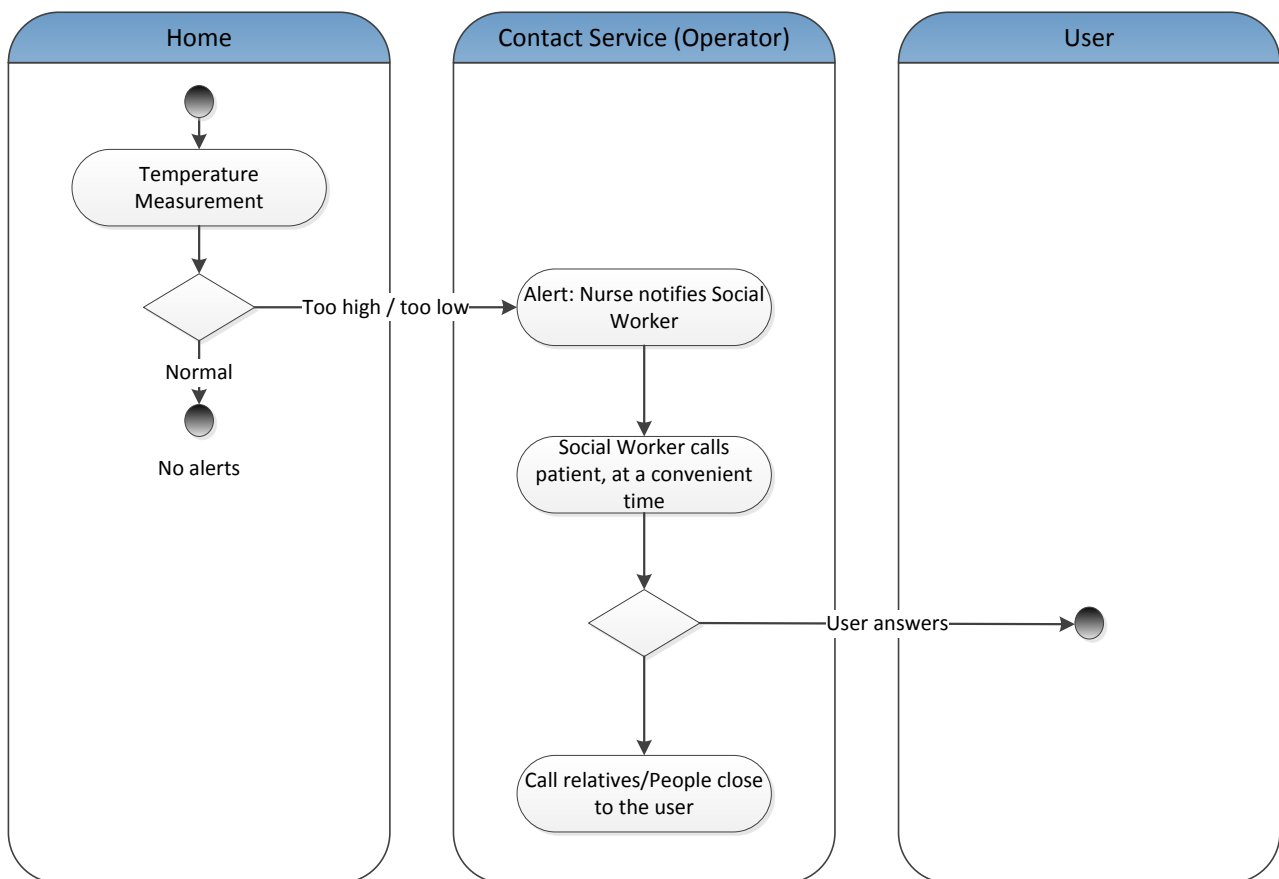 Home
Contact Service (Operator)
User
Temperature
Measurement
Too high / too low
Alert: Nurse notifies Social
Worker
Normal
No alerts
Social Worker calls
patient, at a convenient
time
User answers
Call relatives/People close
to the user